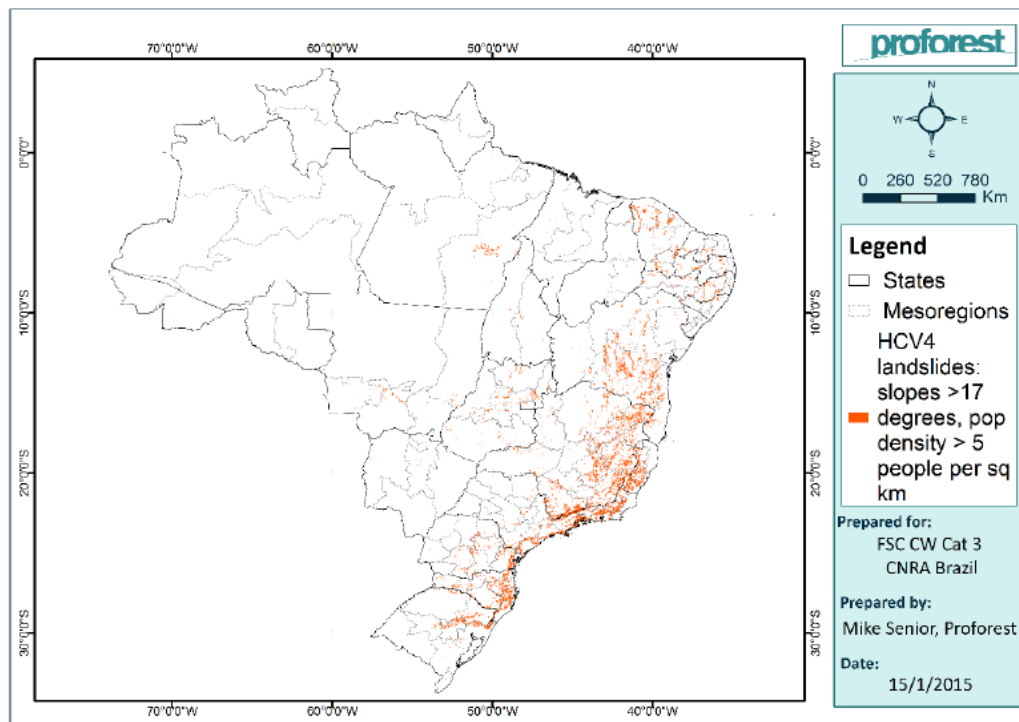 70°0'0"W 60°0'0"W 50°0'0"W 40°0'0"W
0°0'0"
10°0'0"S
20°0'0"S
30°0'0"S
0°0'0"
10°0'0"S
20°0'0"S
30°0'0"S
70°0'0"W 60°0'0"W 50°0'0"W 40°0'0"W
proforest
N
W E
S
0 260 520 780
Km
Legend
States
Mesoregions
HCV4
landslides:
slopes >17
degrees, pop
density > 5
people per sq
km
Prepared for:
FSC CW Cat 3
CNRA Brazil
Prepared by:
Mike Senior, Proforest
Date:
15/1/2015